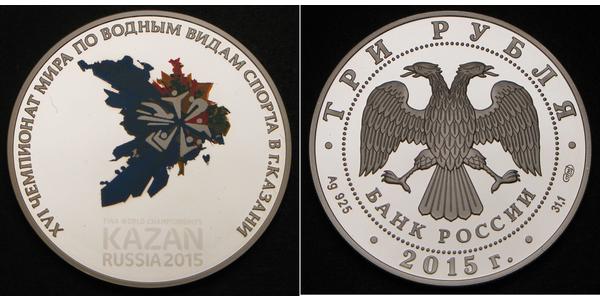 XVI ЧЕМПИОНАТ МИРА ПО ВОДНЫМ ВИДАМ СПОРТА В Г.КАЗАНИ
FINA WORLD CHAMPIONSHIPS
KAZAN
RUSSIA 2015
ТРИ РУБЛЯ
Ag 925
31,1
БАНК РОССИИ
• 2015 г. •